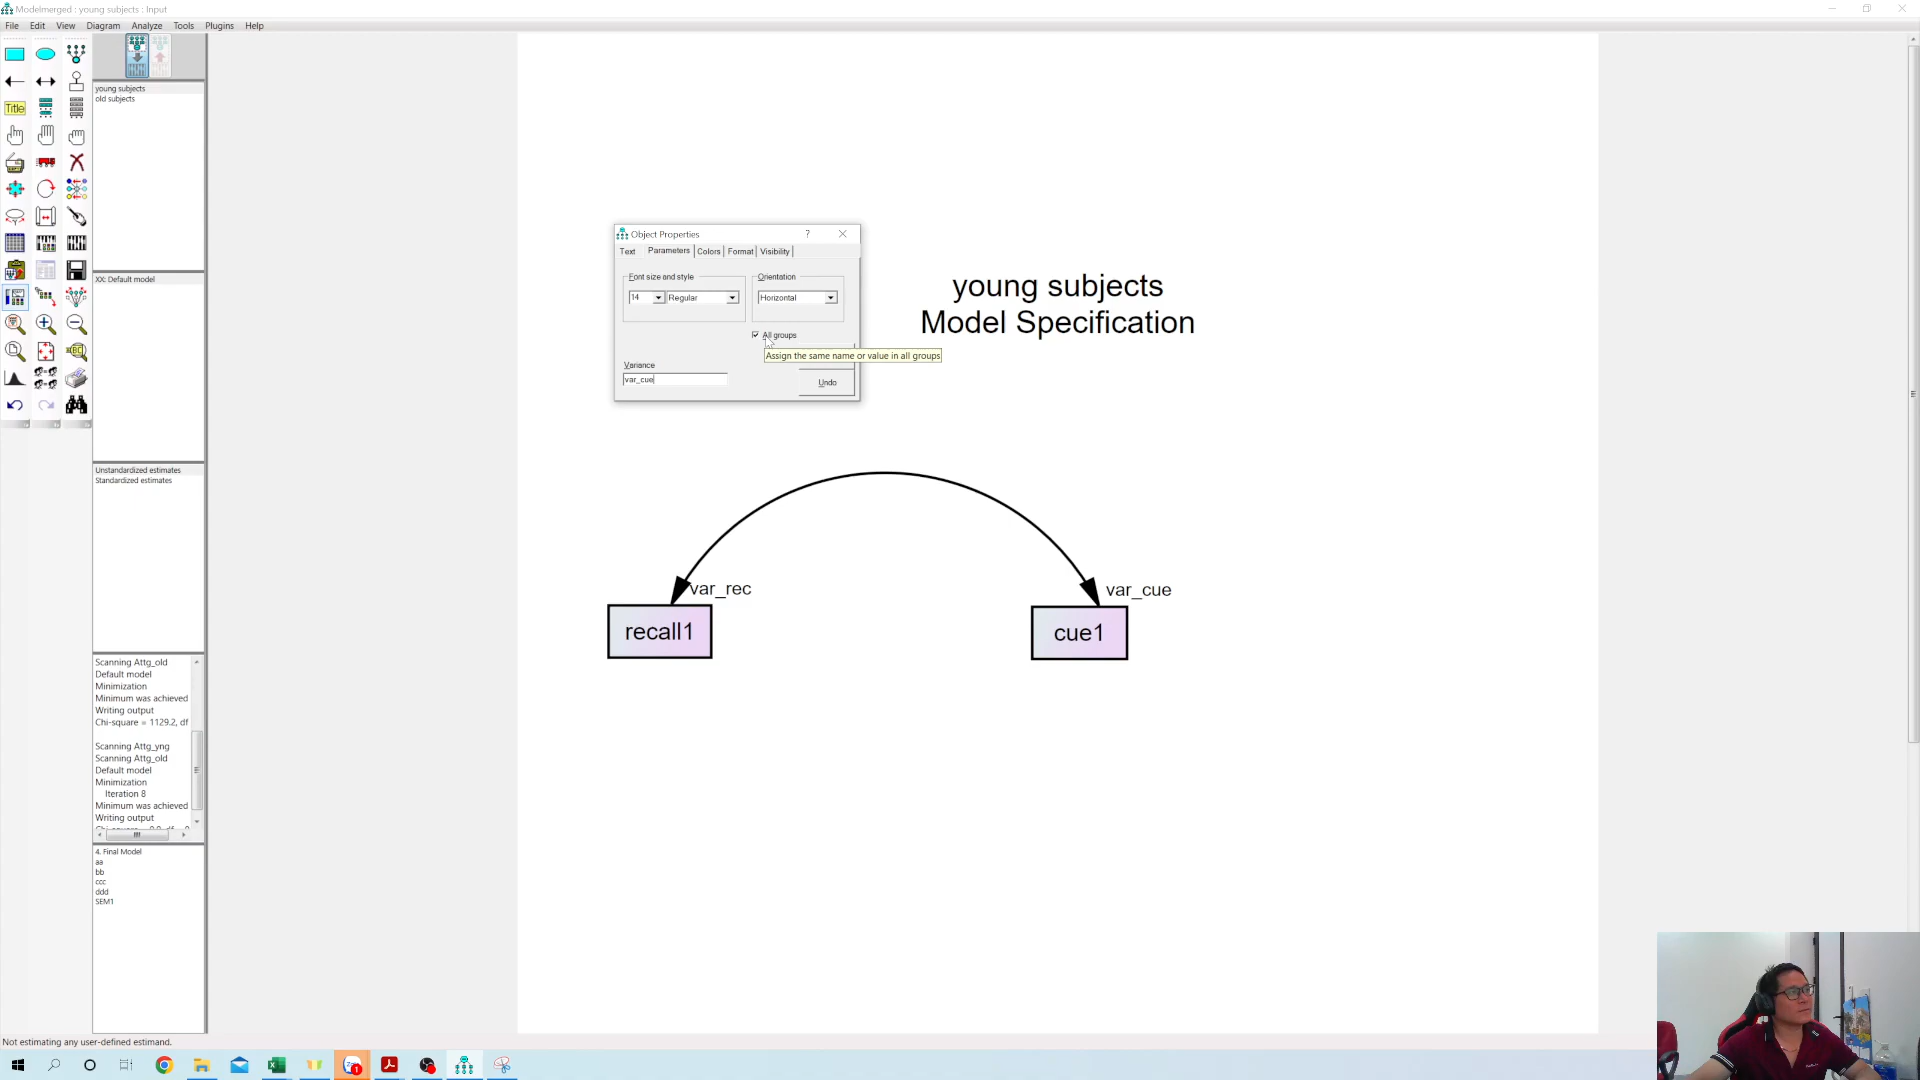 Modelmerged : young subjects : Input
File Edit View Diagram Analyze Tools Plugins Help
Title
young subjects
old subjects
XX: Default model
Unstandardized estimates
Standardized estimates
Scanning Attg_old
Default model
Minimization
Minimum was achieved
Writing output
Chi-square = 1129.2, df
Scanning Attg_yng
Scanning Attg_old
Default model
Minimization
Iteration 8
Minimum was achieved
Writing output
4. Final Model
aa
bb
ccc
ddd
SEM1
Object Properties
Text Parameters Colors Format Visibility
Font size and style
Orientation
14 Regular
Horizontal
All groups
Assign the same name or value in all groups
Variance
var_cue
Undo
young subjects
Model Specification
var_rec
var_cue
recall1
cue1
Not estimating any user-defined estimand.